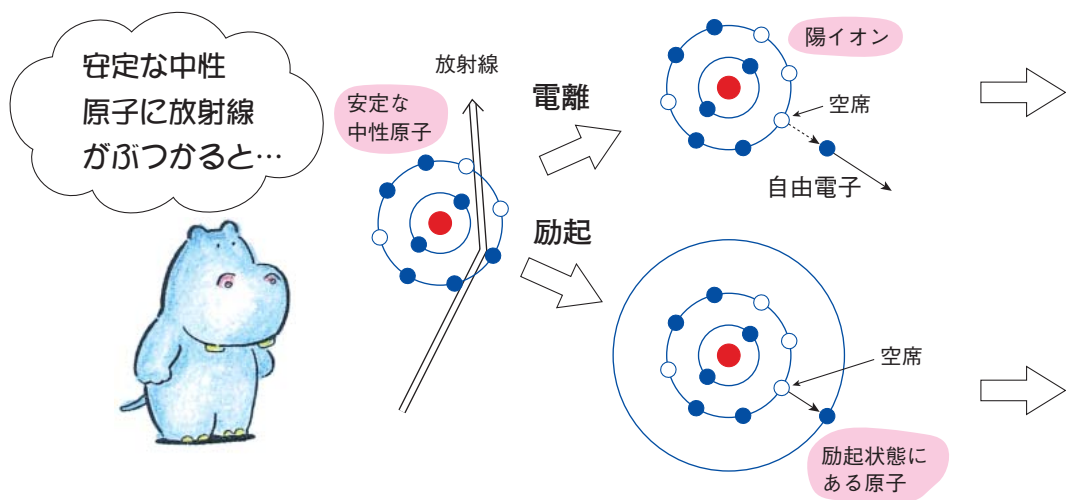 安定な中性
原子に放射線
がぶつかると…
放射線
安定な
中性原子
電離
励起
陽イオン
空席
自由電子
空席
励起状態に
ある原子